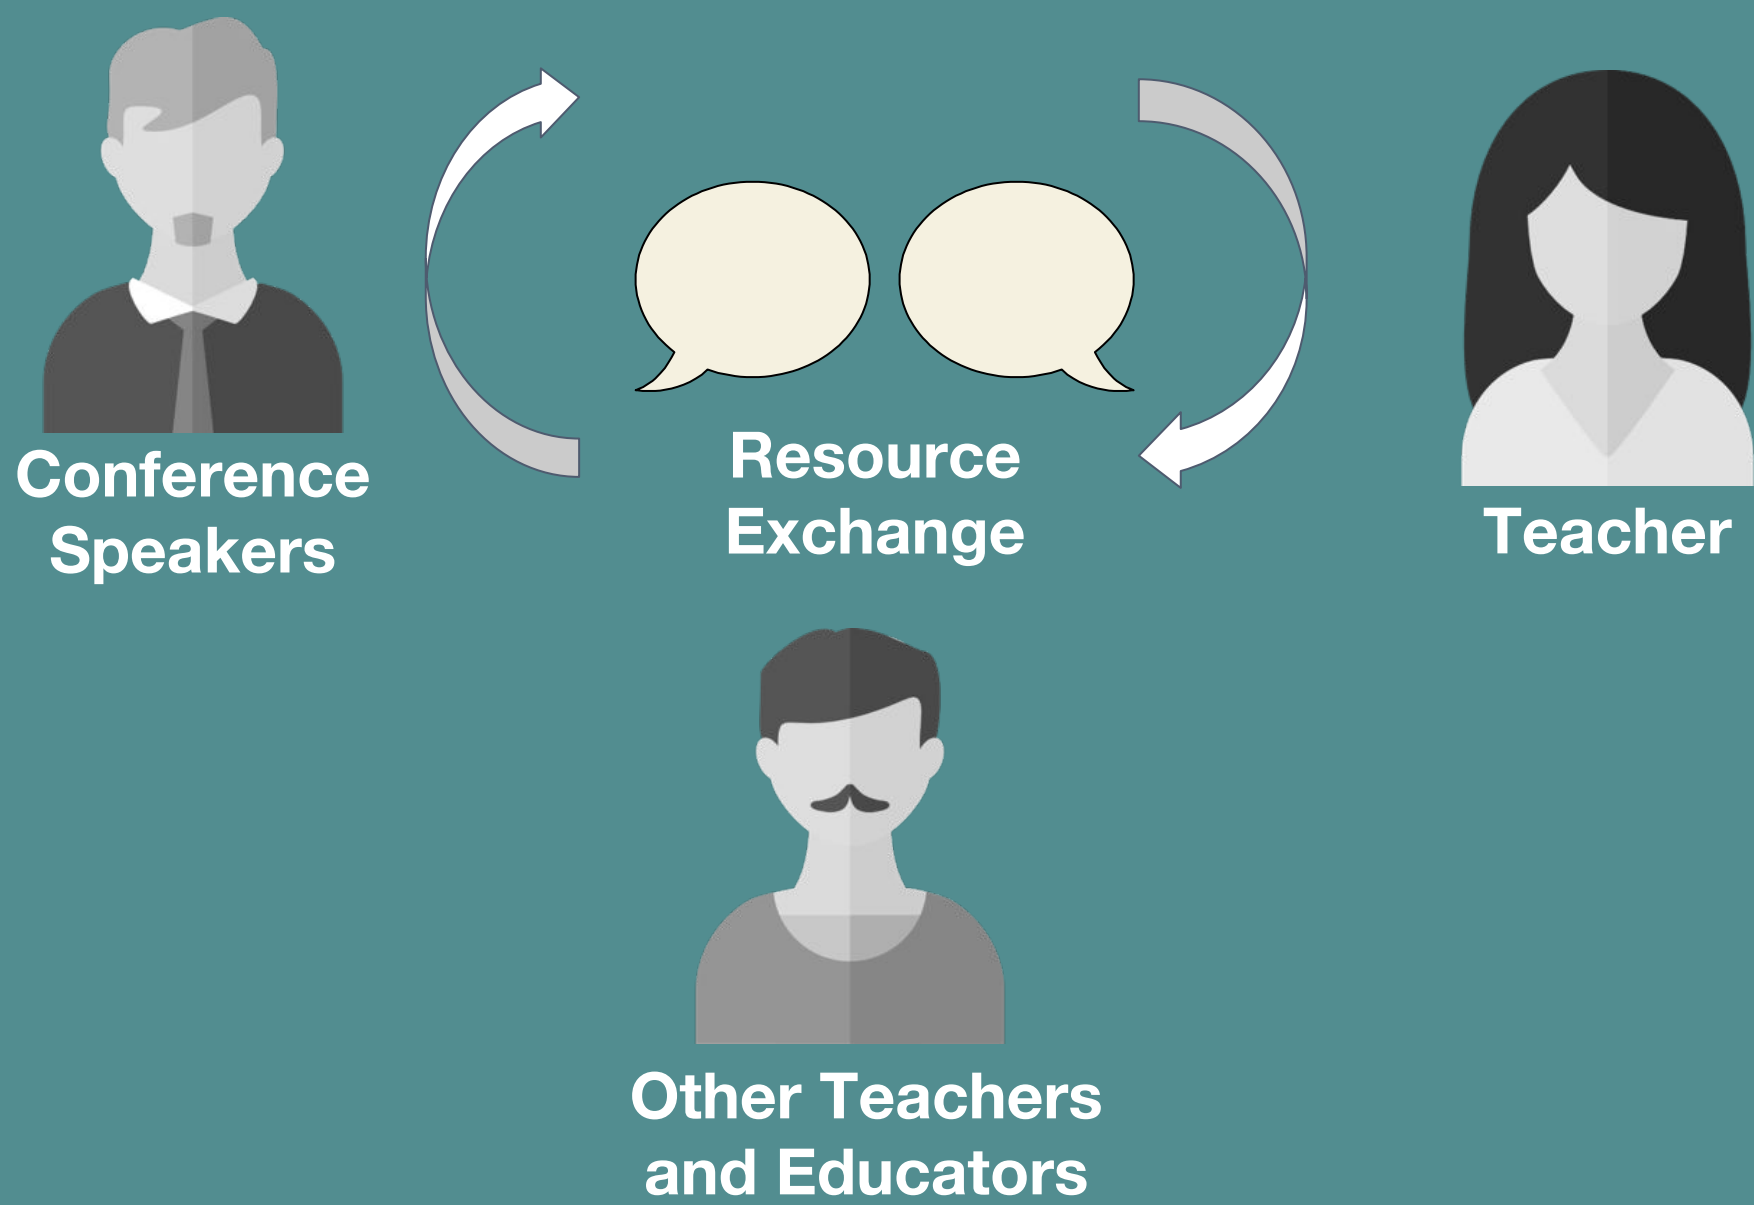 Conference
Speakers
Resource
Exchange
Teacher
Other Teachers
and Educators